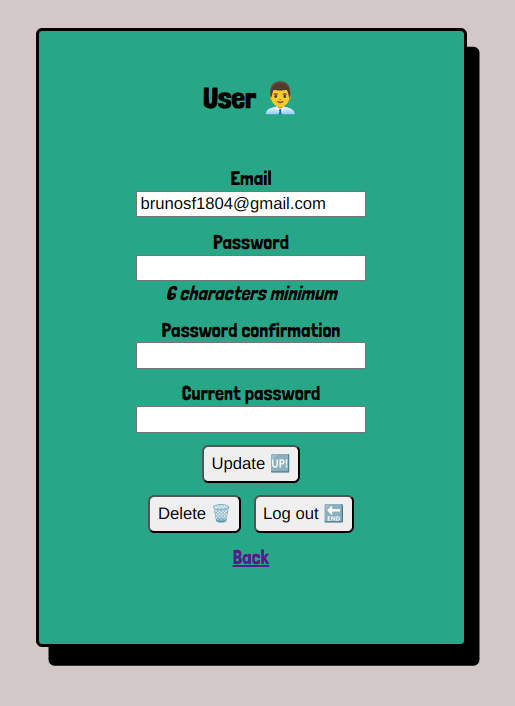 User 👨‍💼
Email
brunosf1804@gmail.com
Password
6 characters minimum
Password confirmation
Current password
Update 🆙
Delete 🗑️ Log out 🔚
Back